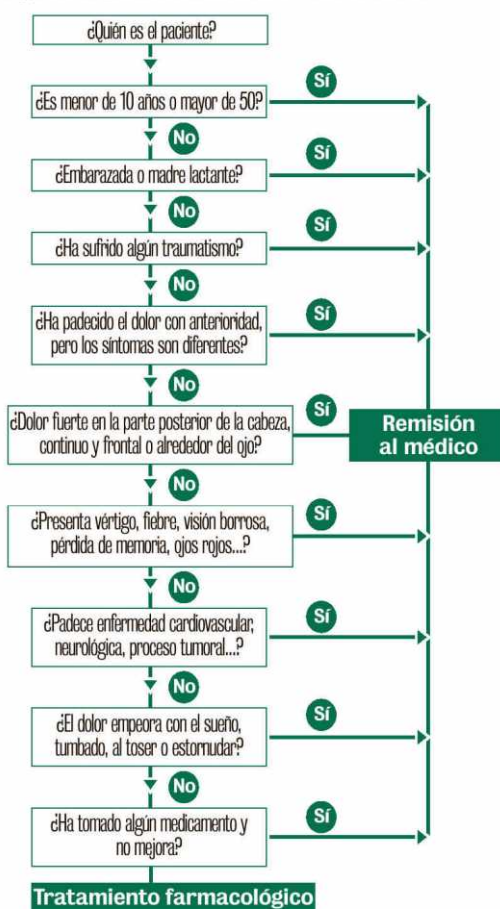 ¿Quién es el paciente?
¿Es menor de 10 años o mayor de 50?
Sí
No
¿Embarazada o madre lactante?
Sí
No
¿Ha sufrido algún traumatismo?
Sí
No
¿Ha padecido el dolor con anterioridad,
pero los síntomas son diferentes?
Sí
No
¿Dolor fuerte en la parte posterior de la cabeza,
continuo y frontal o alrededor del ojo?
Sí
Remisión
al médico
No
¿Presenta vértigo, fiebre, visión borrosa,
pérdida de memoria, ojos rojos...?
Sí
No
¿Padece enfermedad cardiovascular,
neurológica, proceso tumoral...?
Sí
No
¿El dolor empeora con el sueño,
tumbado, al toser o estornudar?
Sí
No
¿Ha tomado algún medicamento y
no mejora?
Sí
Tratamiento farmacológico